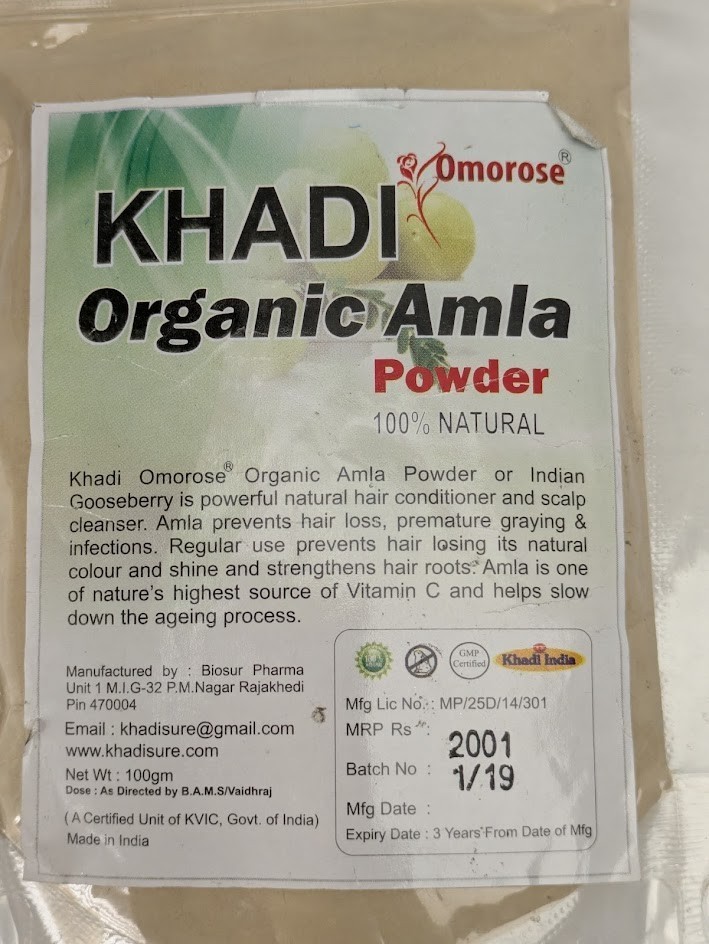 Omorose®
KHADI
Organic Amla
Powder
100% NATURAL
Khadi Omorose® Organic Amla Powder or Indian
Gooseberry is powerful natural hair conditioner and scalp
cleanser. Amla prevents hair loss, premature graying &
infections. Regular use prevents hair losing its natural
colour and shine and strengthens hair roots. Amla is one
of nature's highest source of Vitamin C and helps slow
down the ageing process.
Manufactured by : Biosur Pharma
Unit 1 M.I.G-32 P.M.Nagar Rajakhedi
Pin 470004
Email : khadisure@gmail.com
www.khadisure.com
Net Wt : 100gm
Dose : As Directed by B.A.M.S/Vaidhraj
(A Certified Unit of KVIC, Govt. of India)
Made in India
GMP
Certified
Khadi India
Mfg Lic No.: MP/25D/14/301
MRP Rs :
2001
Batch No :
1/19
Mfg Date :
Expiry Date : 3 Years From Date of Mfg